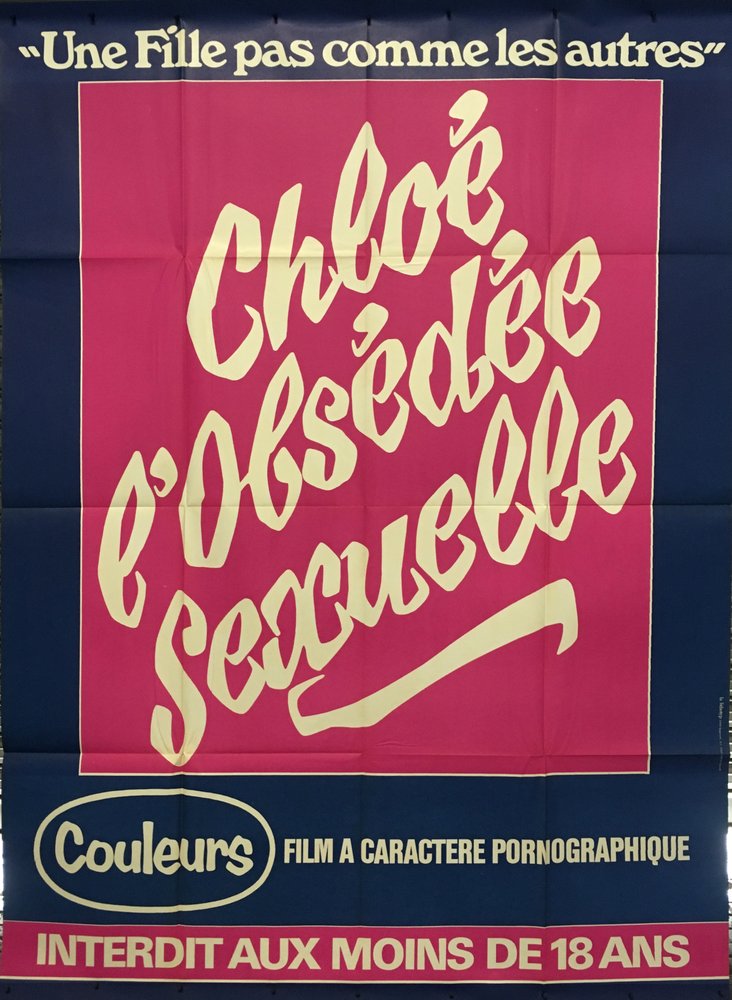 "Une Fille pas comme les autres"
Chloé
l'Obsédée
sexuelle
Couleurs
FILM A CARACTERE PORNOGRAPHIQUE
INTERDIT AUX MOINS DE 18 ANS